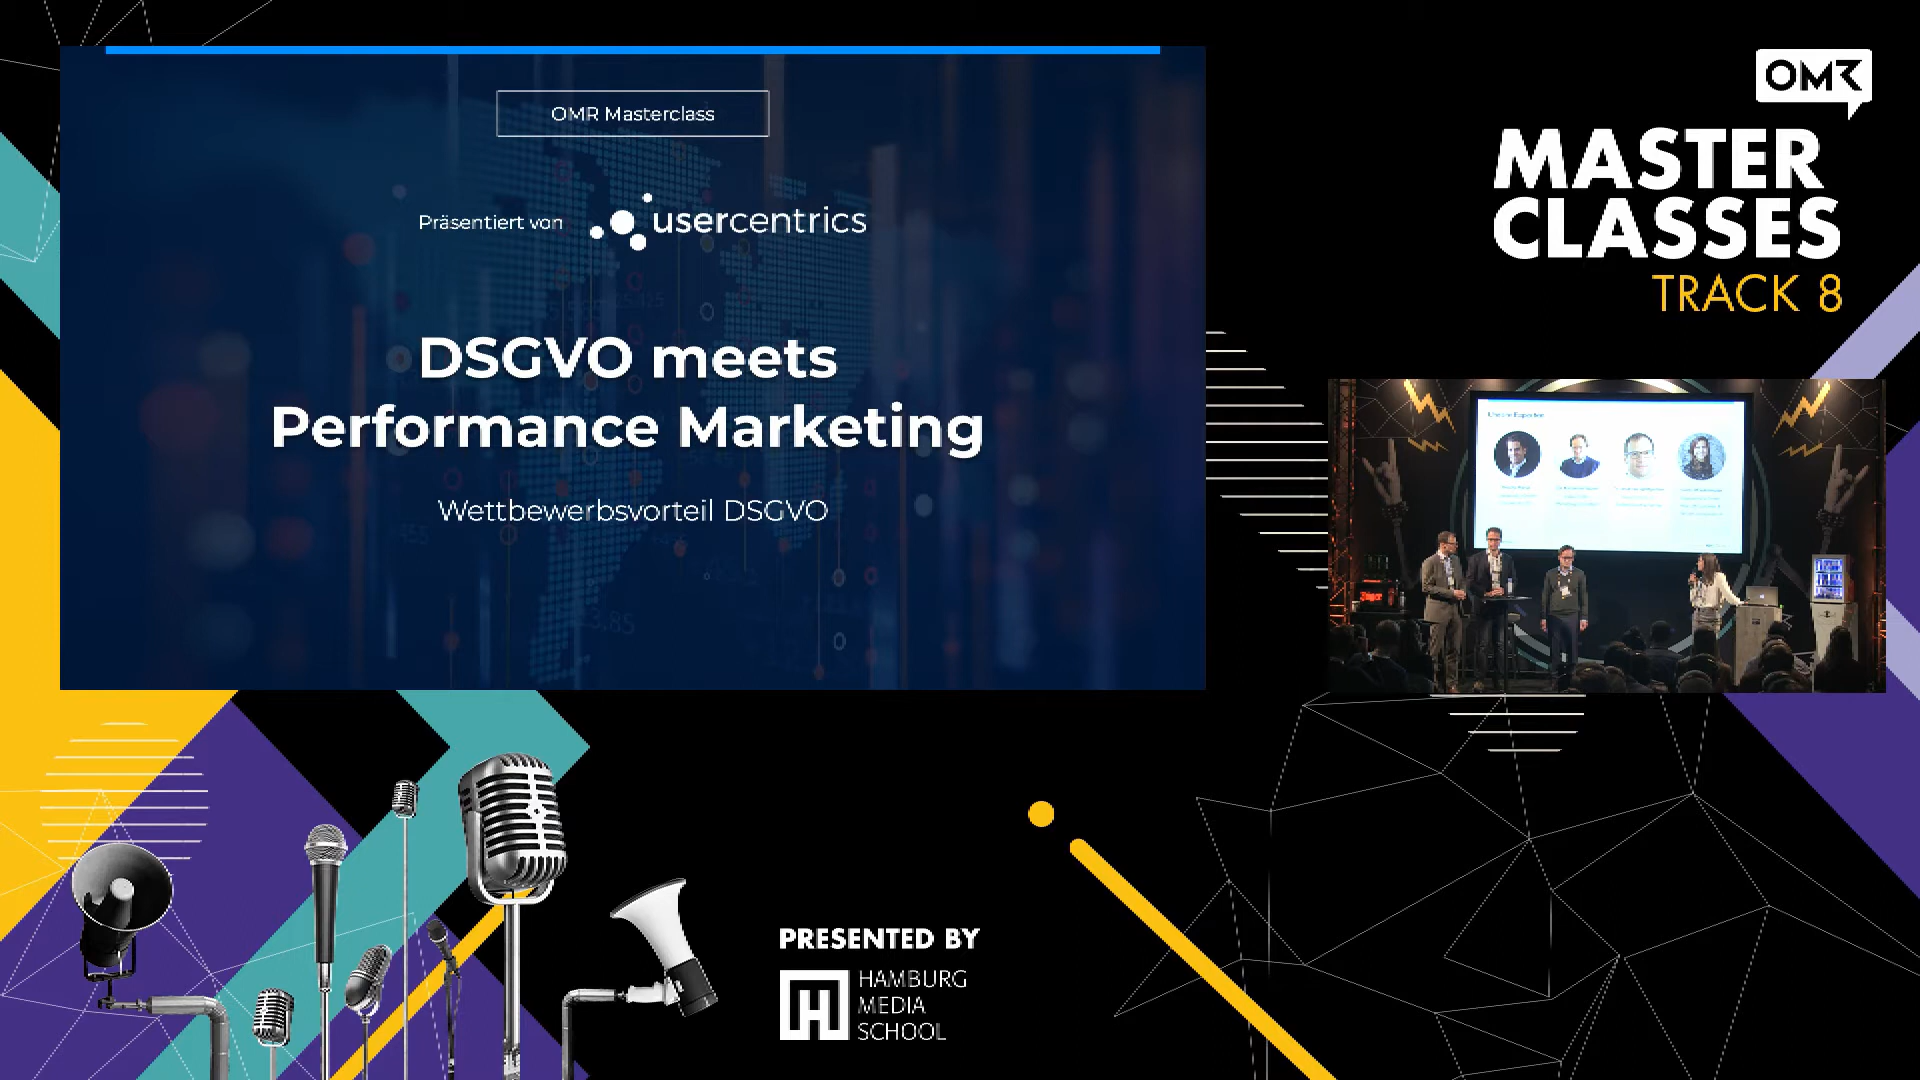 OMR Masterclass
Präsentiert von usercentrics
DSGVO meets
Performance Marketing
Wettbewerbsvorteil DSGVO
OMR
MASTER
CLASSES
TRACK 8
PRESENTED BY
HAMBURG
MEDIA
SCHOOL